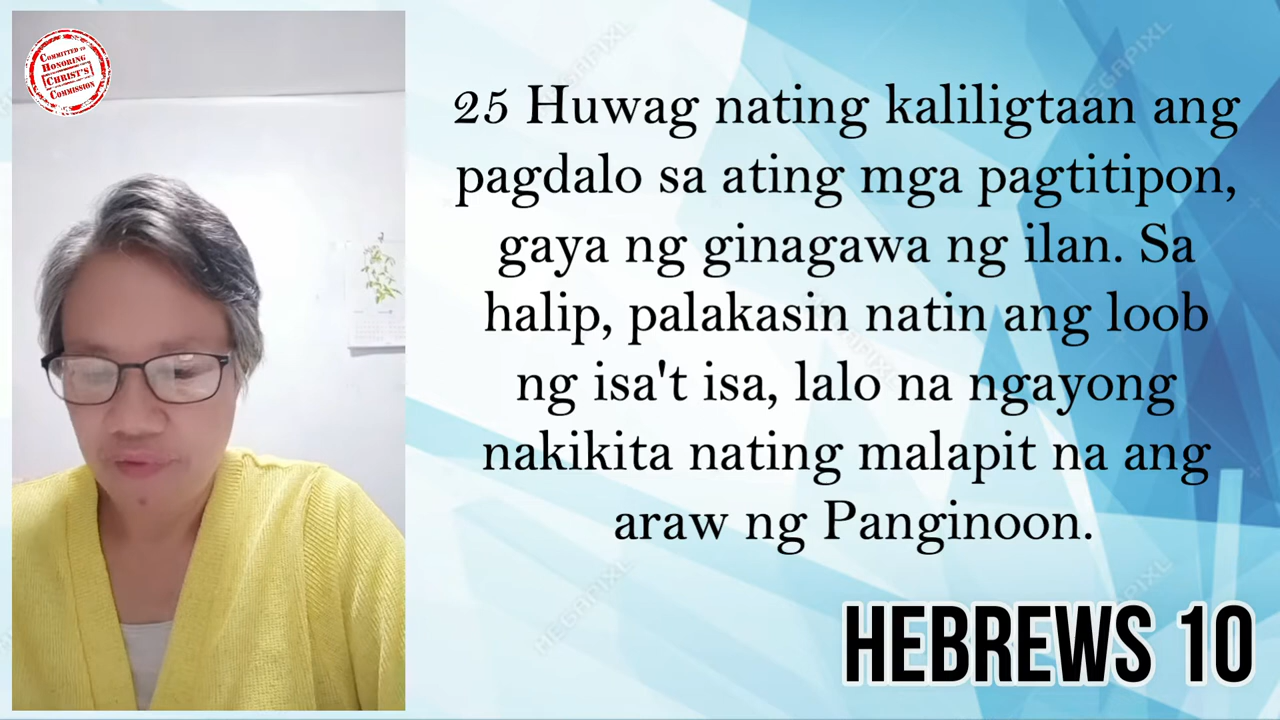 COMMITTED TO
HONORING
CHRIST'S
COMMISSION
25 Huwag nating kaliligtaan ang
pagdalo sa ating mga pagtitipon,
gaya ng ginagawa ng ilan. Sa
halip, palakasin natin ang loob
ng isa't isa, lalo na ngayong
nakikita nating malapit na ang
araw ng Panginoon.
HEBREWS 10